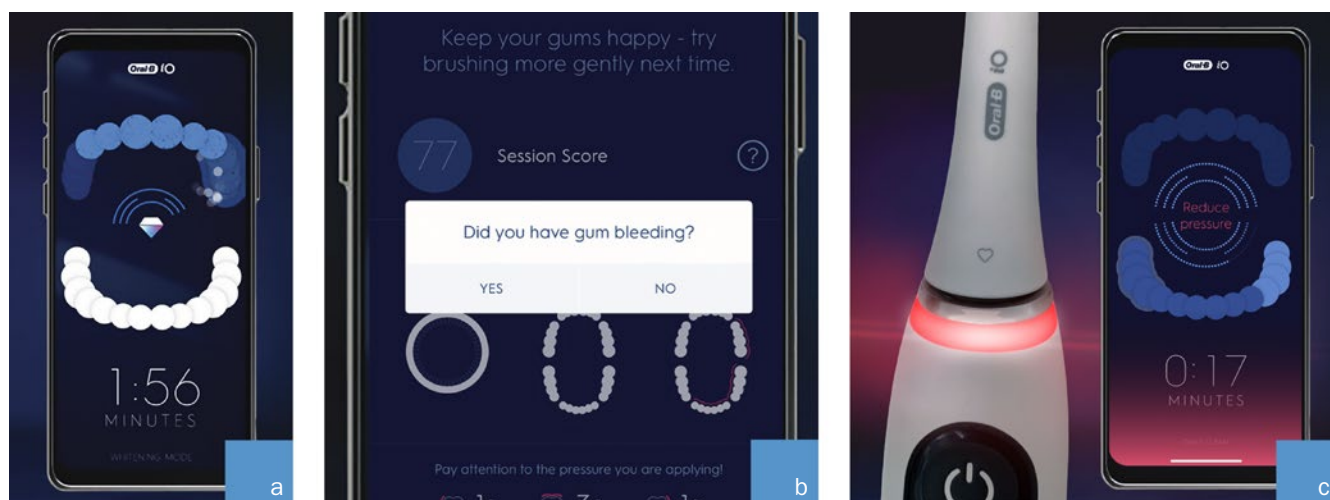 Oral-B iO
1:56
MINUTES
WHITENING MODE
a
Keep your gums happy - try
brushing more gently next time.
77
Session Score
?
Did you have gum bleeding?
YES
NO
Pay attention to the pressure you are applying!
b
iO
Oral-B
Oral-B iO
Reduce
pressure
0:17
MINUTES
c